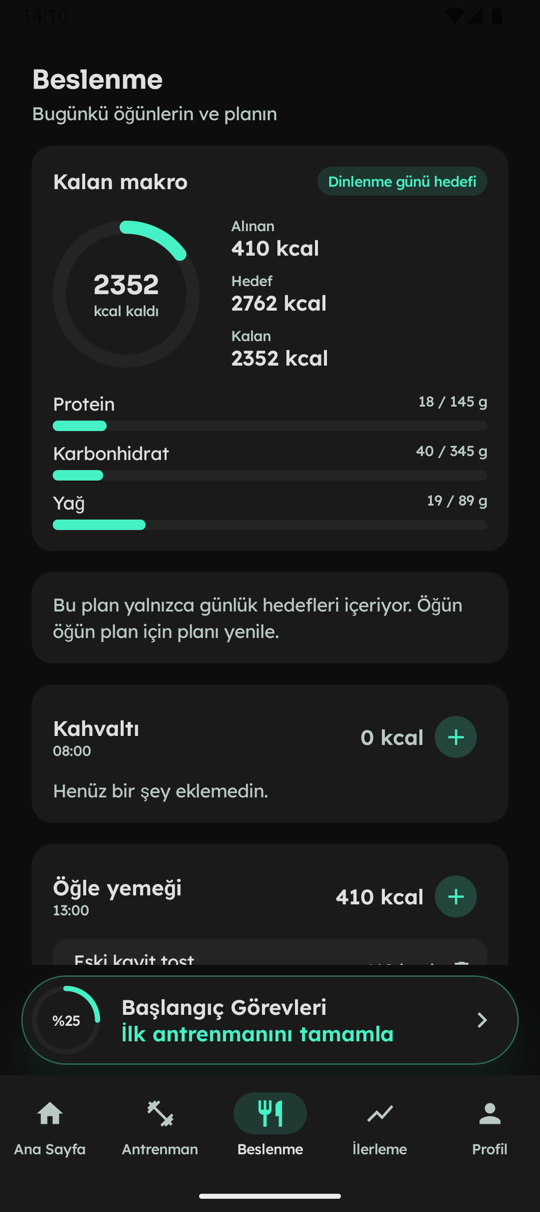 14:10
Beslenme
Bugünkü öğünlerin ve planın
Kalan makro
Dinlenme günü hedefi
2352
kcal kaldı
Alınan
410 kcal
Hedef
2762 kcal
Kalan
2352 kcal
Protein
18 / 145 g
Karbonhidrat
40 / 345 g
Yağ
19 / 89 g
Bu plan yalnızca günlük hedefleri içeriyor. Öğün
öğün plan için planı yenile.
Kahvaltı
08:00
0 kcal
Henüz bir şey eklemedin.
Öğle yemeği
13:00
410 kcal
Eski kayit tost
%25
Başlangıç Görevleri
İlk antrenmanını tamamla
Ana Sayfa
Antrenman
Beslenme
İlerleme
Profil